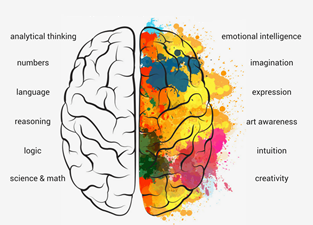 analytical thinking
numbers
language
reasoning
logic
science & math
emotional intelligence
imagination
expression
art awareness
intuition
creativity